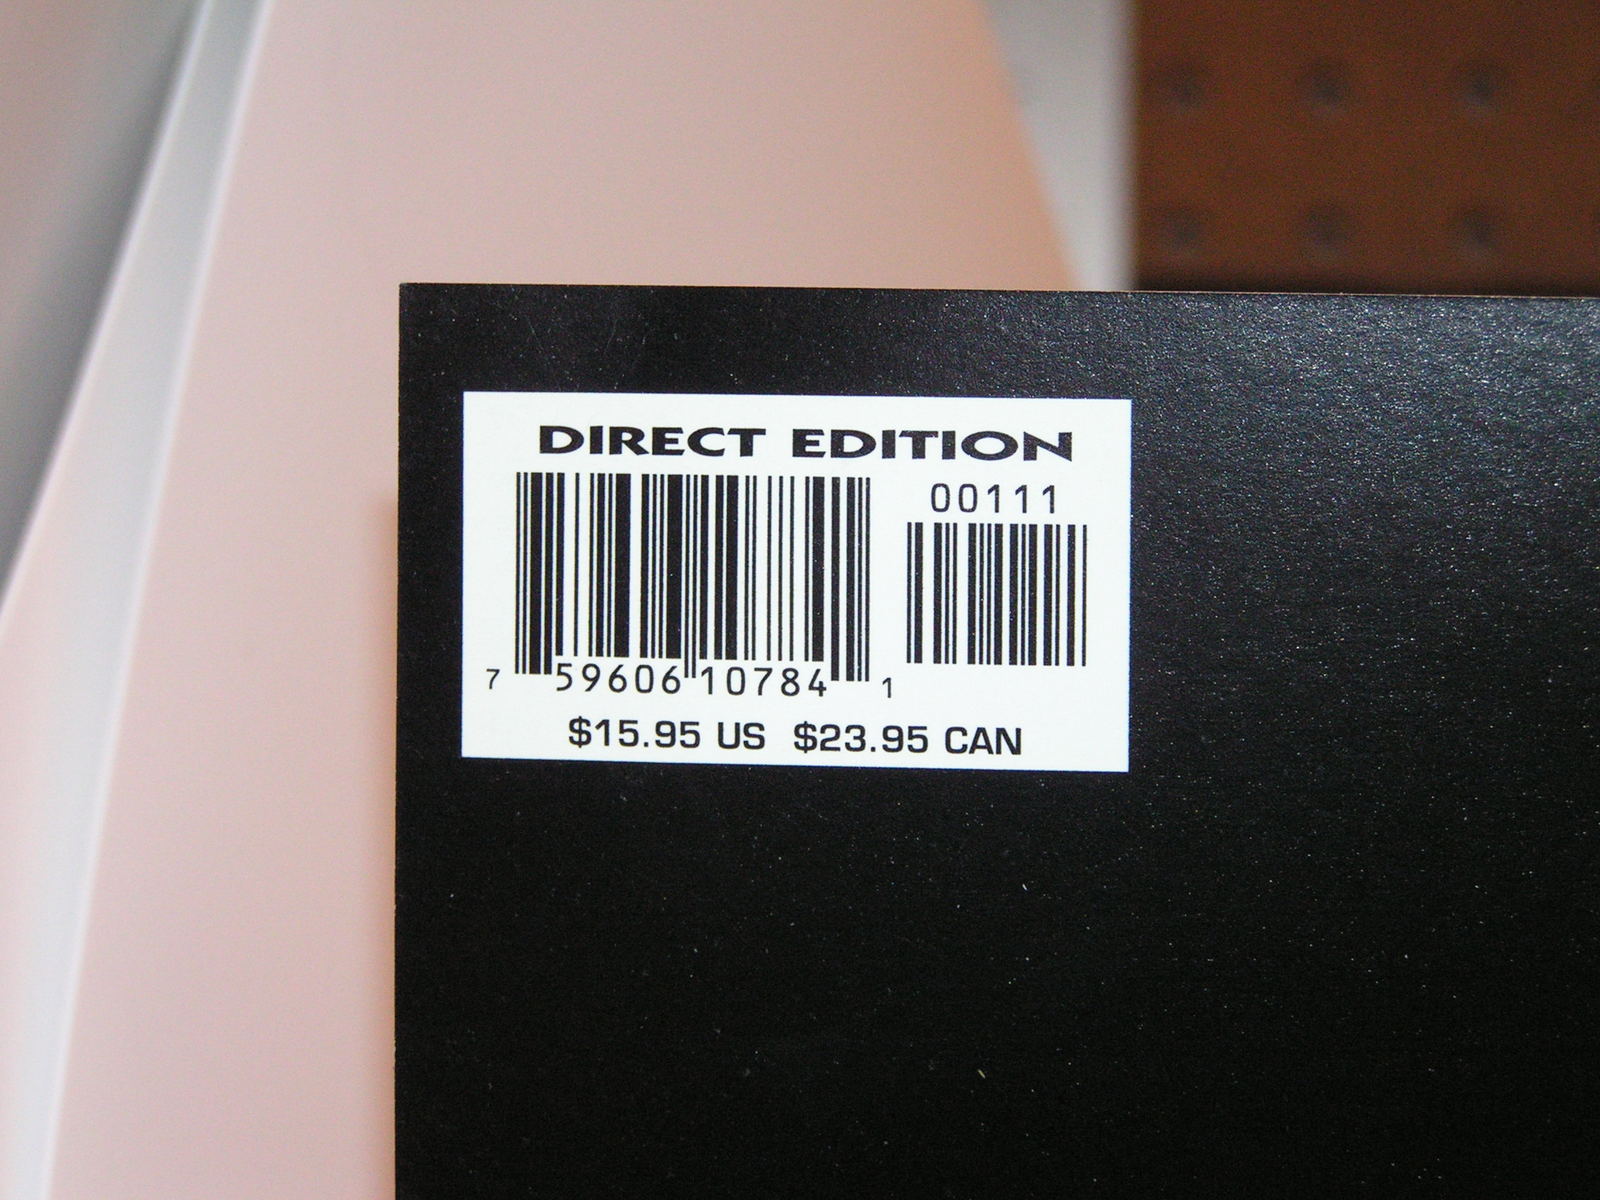 DIRECT EDITION
00111
7 59606 10784 1
$15.95 US $23.95 CAN